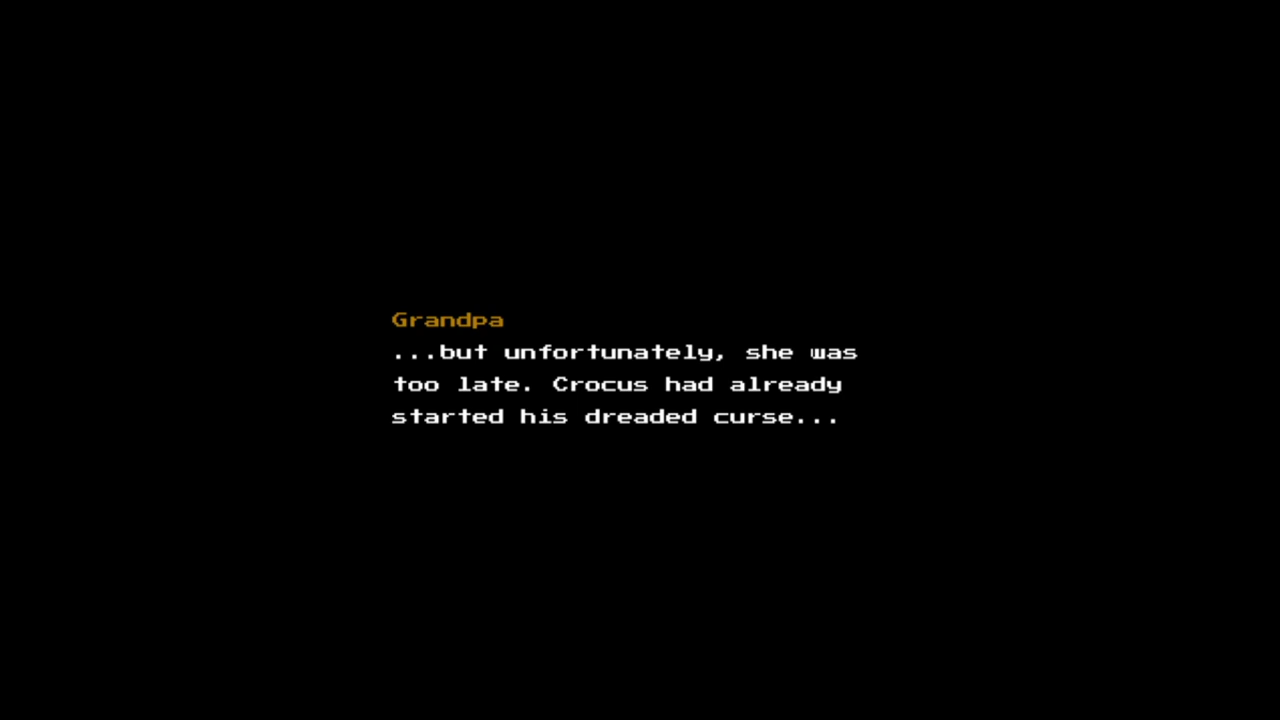 Grandpa
...but unfortunately, she was
too late. Crocus had already
started his dreaded curse...